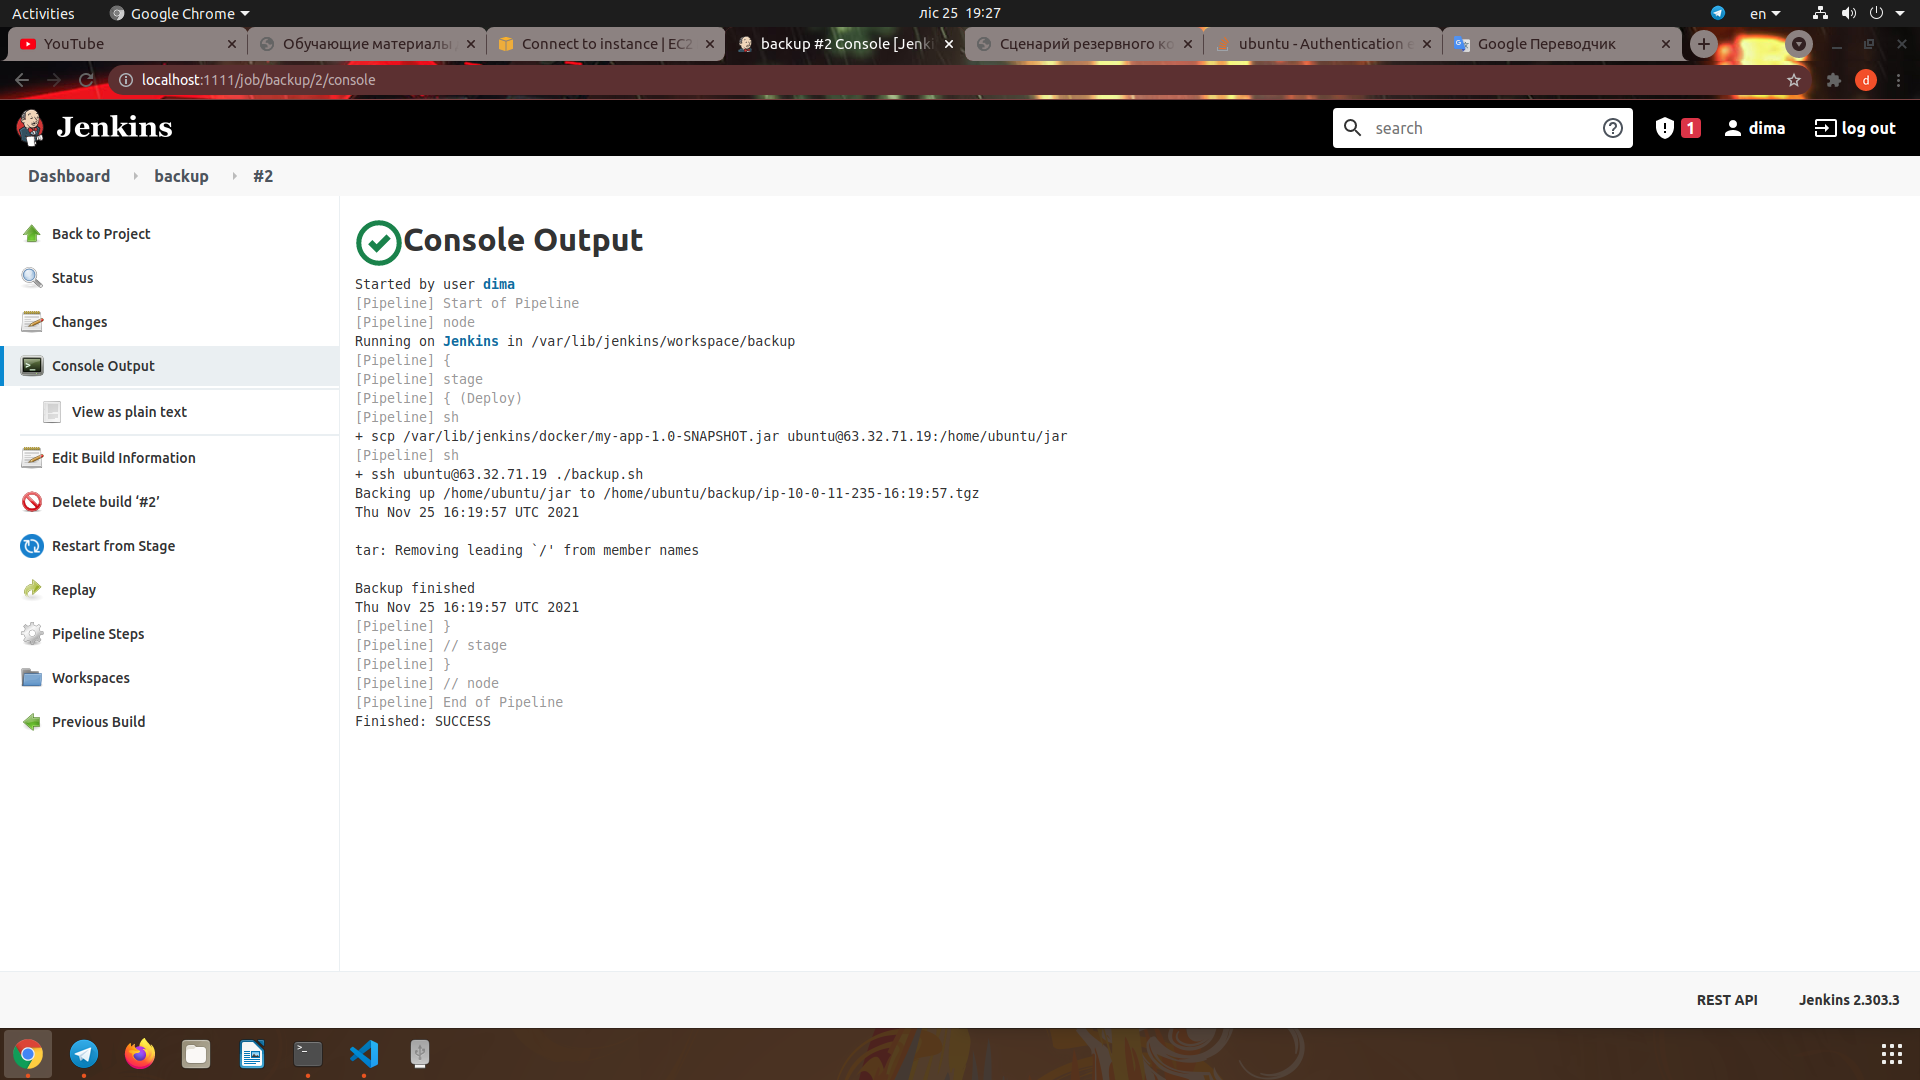 Activities
Google Chrome
ліс 25 19:27
en
YouTube
Обучающие материалы
Connect to instance | EC2
backup #2 Console [Jenki
Сценарий резервного ко
ubuntu - Authentication e
Google Переводчик
localhost:1111/job/backup/2/console
d
Jenkins
search
1
dima
log out
Dashboard
backup
#2
Back to Project
Status
Changes
Console Output
View as plain text
Edit Build Information
Delete build ‘#2’
Restart from Stage
Replay
Pipeline Steps
Workspaces
Previous Build
Console Output
Started by user dima
[Pipeline] Start of Pipeline
[Pipeline] node
Running on Jenkins in /var/lib/jenkins/workspace/backup
[Pipeline] {
[Pipeline] stage
[Pipeline] { (Deploy)
[Pipeline] sh
+ scp /var/lib/jenkins/docker/my-app-1.0-SNAPSHOT.jar ubuntu@63.32.71.19:/home/ubuntu/jar
[Pipeline] sh
+ ssh ubuntu@63.32.71.19 ./backup.sh
Backing up /home/ubuntu/jar to /home/ubuntu/backup/ip-10-0-11-235-16:19:57.tgz
Thu Nov 25 16:19:57 UTC 2021
tar: Removing leading `/' from member names
Backup finished
Thu Nov 25 16:19:57 UTC 2021
[Pipeline] }
[Pipeline] // stage
[Pipeline] }
[Pipeline] // node
[Pipeline] End of Pipeline
Finished: SUCCESS
REST API
Jenkins 2.303.3